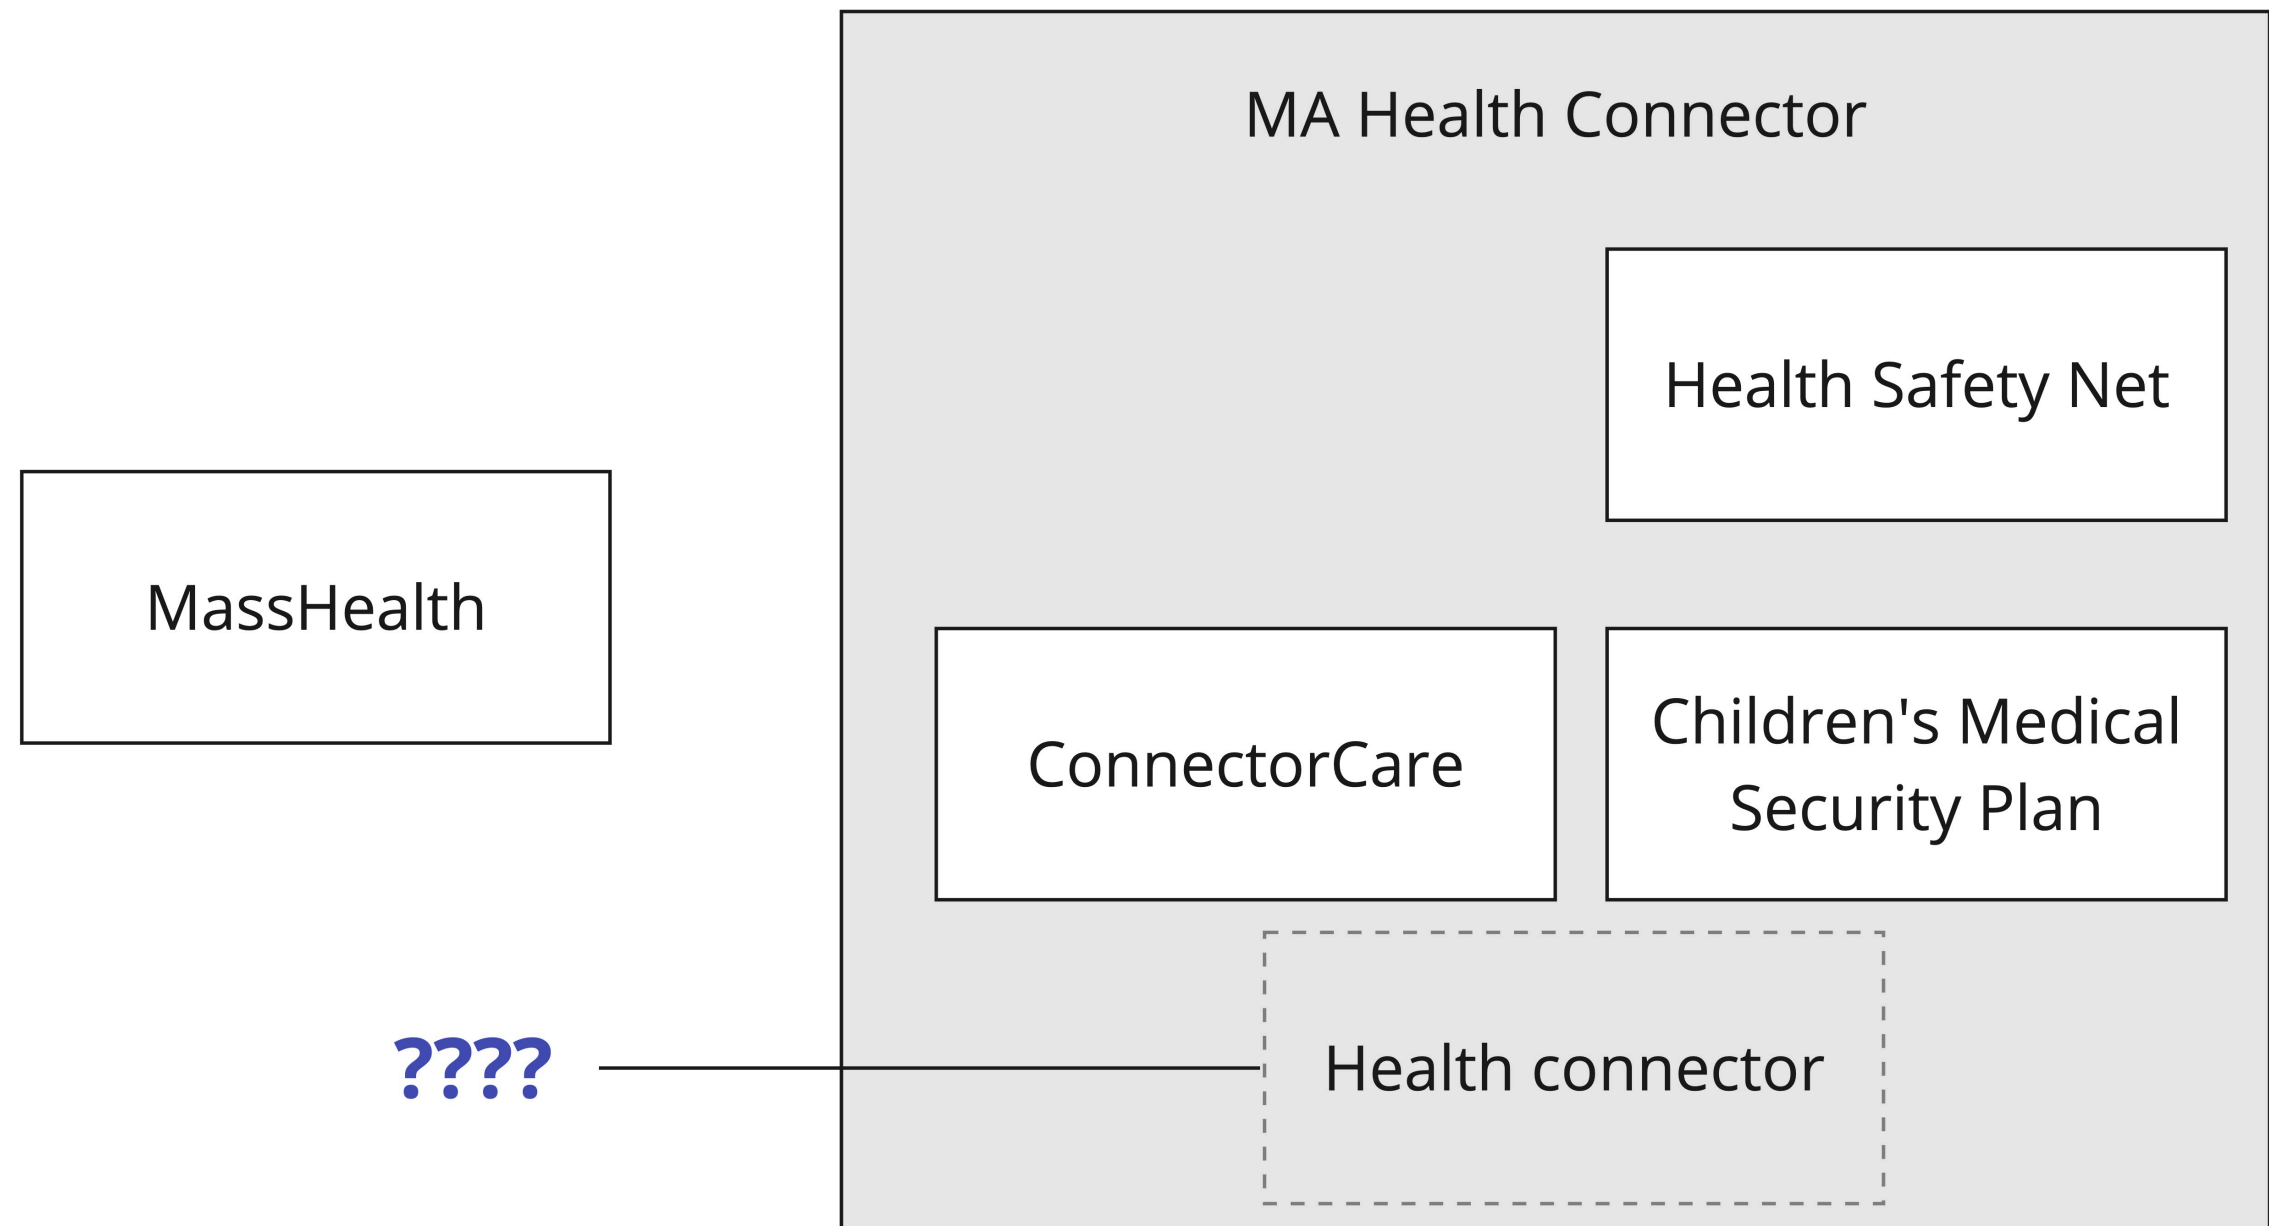 MA Health Connector
Health Safety Net
MassHealth
ConnectorCare
Children's Medical
Security Plan
????
Health connector